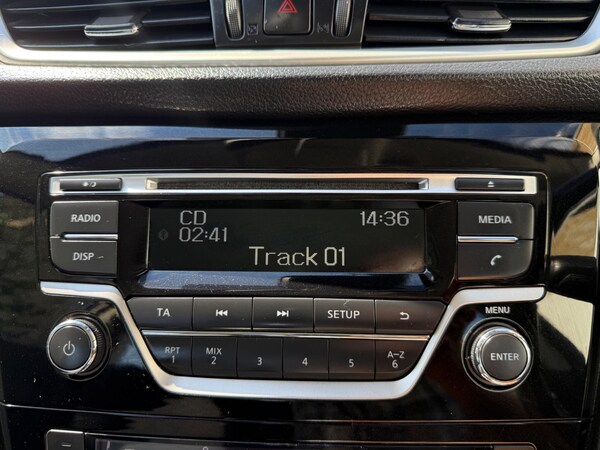 CD 14:36
02:41
Track 01
RADIO
DISP
MEDIA
TA
SETUP
MENU
RPT
1
MIX
2
3
4
5
A–Z
6
ENTER